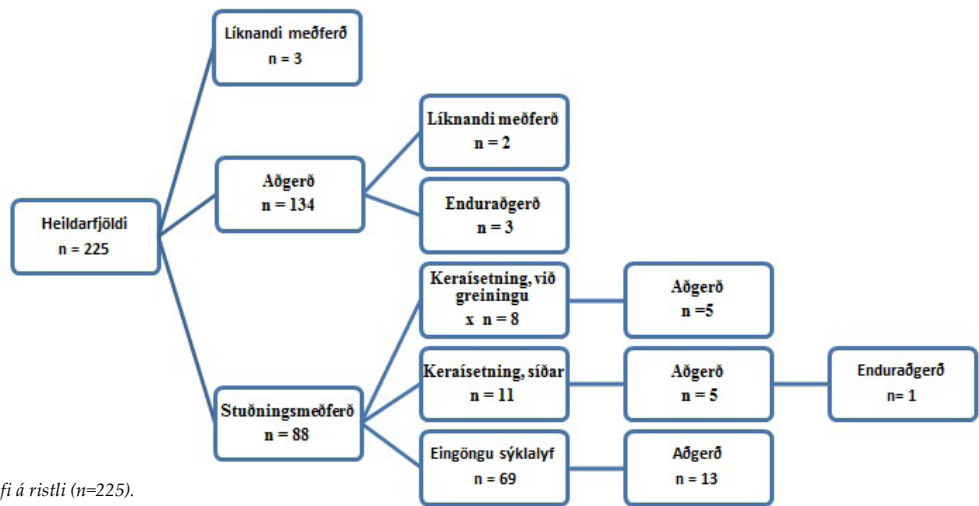 Líknandi meðferð
n = 3
Aðgerð
n = 134
Líknandi meðferð
n = 2
Enduraðgerð
n = 3
Heildarfjöldi
n = 225
Keraísetning, við
greiningu
x n = 8
Aðgerð
n =5
Keraísetning, síðar
n = 11
Aðgerð
n = 5
Enduraðgerð
n= 1
Stuðningsmeðferð
n = 88
Eingöngu sýklalyf
n = 69
Aðgerð
n = 13
fi á ristli (n=225).